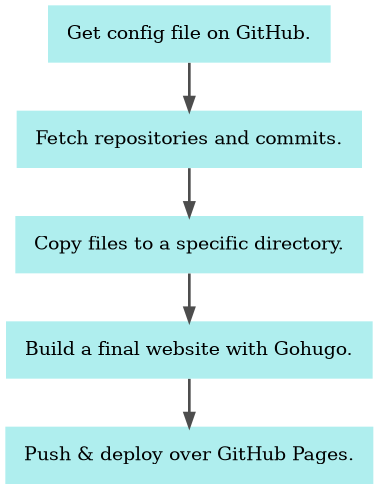 Get config file on GitHub.
Fetch repositories and commits.
Copy files to a specific directory.
Build a final website with Gohugo.
Push & deploy over GitHub Pages.